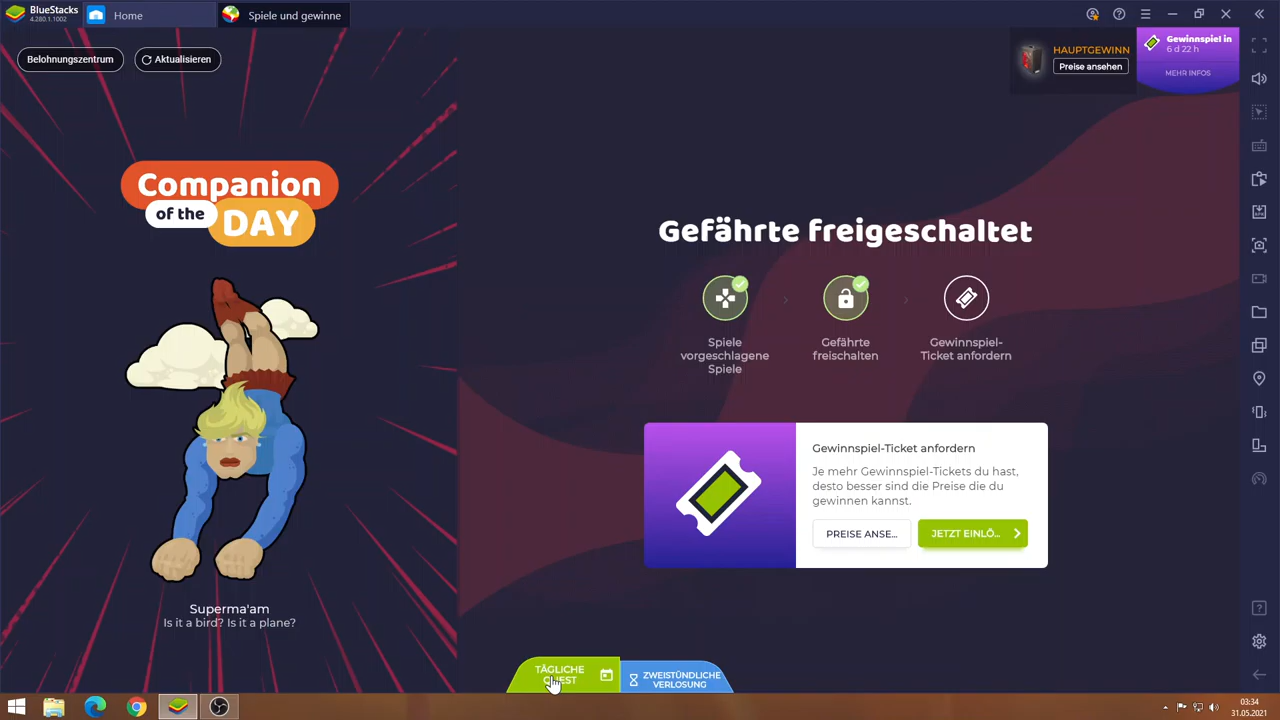 BlueStacks
4.280.1.1002
Home
Spiele und gewinne
Belohnungszentrum
Aktualisieren
HAUPTGEWINN
Preise ansehen
Gewinnspiel in
6 d 22 h
MEHR INFOS
Companion
of the
DAY
Superma'am
Is it a bird? Is it a plane?
Gefährte freigeschaltet
Spiele
vorgeschlagene
Spiele
Gefährte
freischalten
Gewinnspiel-
Ticket anfordern
Gewinnspiel-Ticket anfordern
Je mehr Gewinnspiel-Tickets du hast,
desto besser sind die Preise die du
gewinnen kannst.
PREISE ANSE...
JETZT EINLÖ...
TÄGLICHE
QUEST
ZWEISTÜNDLICHE
VERLOSUNG
03:34
31.05.2021